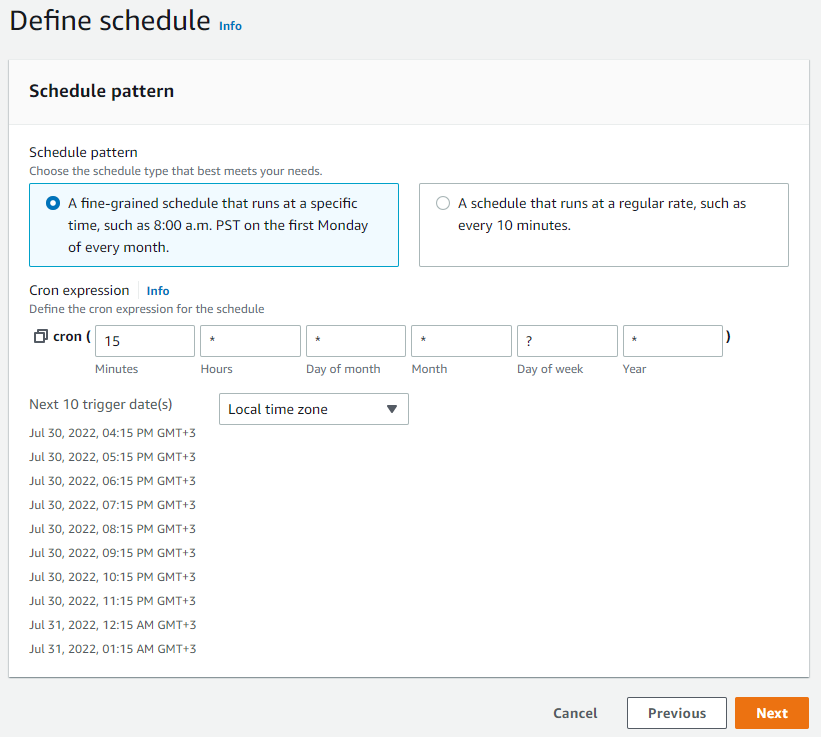 Define schedule Info
Schedule pattern
Schedule pattern
Choose the schedule type that best meets your needs.
A fine-grained schedule that runs at a specific
time, such as 8:00 a.m. PST on the first Monday
of every month.
A schedule that runs at a regular rate, such as
every 10 minutes.
Cron expression Info
Define the cron expression for the schedule
cron ( 15 * * * ? * )
Minutes Hours Day of month Month Day of week Year
Next 10 trigger date(s) Local time zone
Jul 30, 2022, 04:15 PM GMT+3
Jul 30, 2022, 05:15 PM GMT+3
Jul 30, 2022, 06:15 PM GMT+3
Jul 30, 2022, 07:15 PM GMT+3
Jul 30, 2022, 08:15 PM GMT+3
Jul 30, 2022, 09:15 PM GMT+3
Jul 30, 2022, 10:15 PM GMT+3
Jul 30, 2022, 11:15 PM GMT+3
Jul 31, 2022, 12:15 AM GMT+3
Jul 31, 2022, 01:15 AM GMT+3
Cancel Previous Next